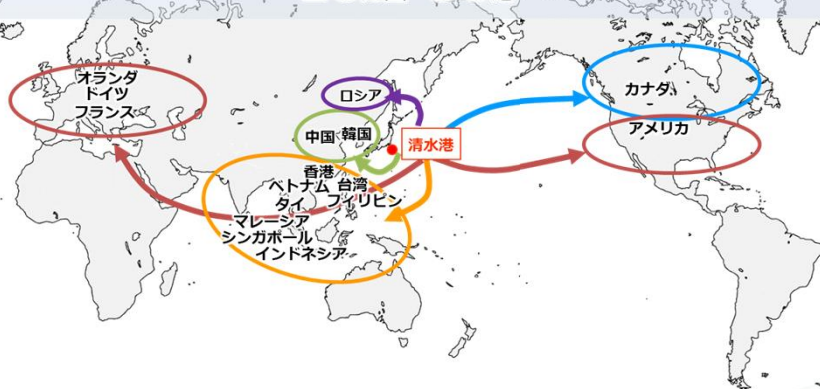 オランダ
ドイツ
フランス
ロシア
中国
韓国
清水港
カナダ
アメリカ
香港
ベトナム
台湾
タイ
フィリピン
マレーシア
シンガポール
インドネシア